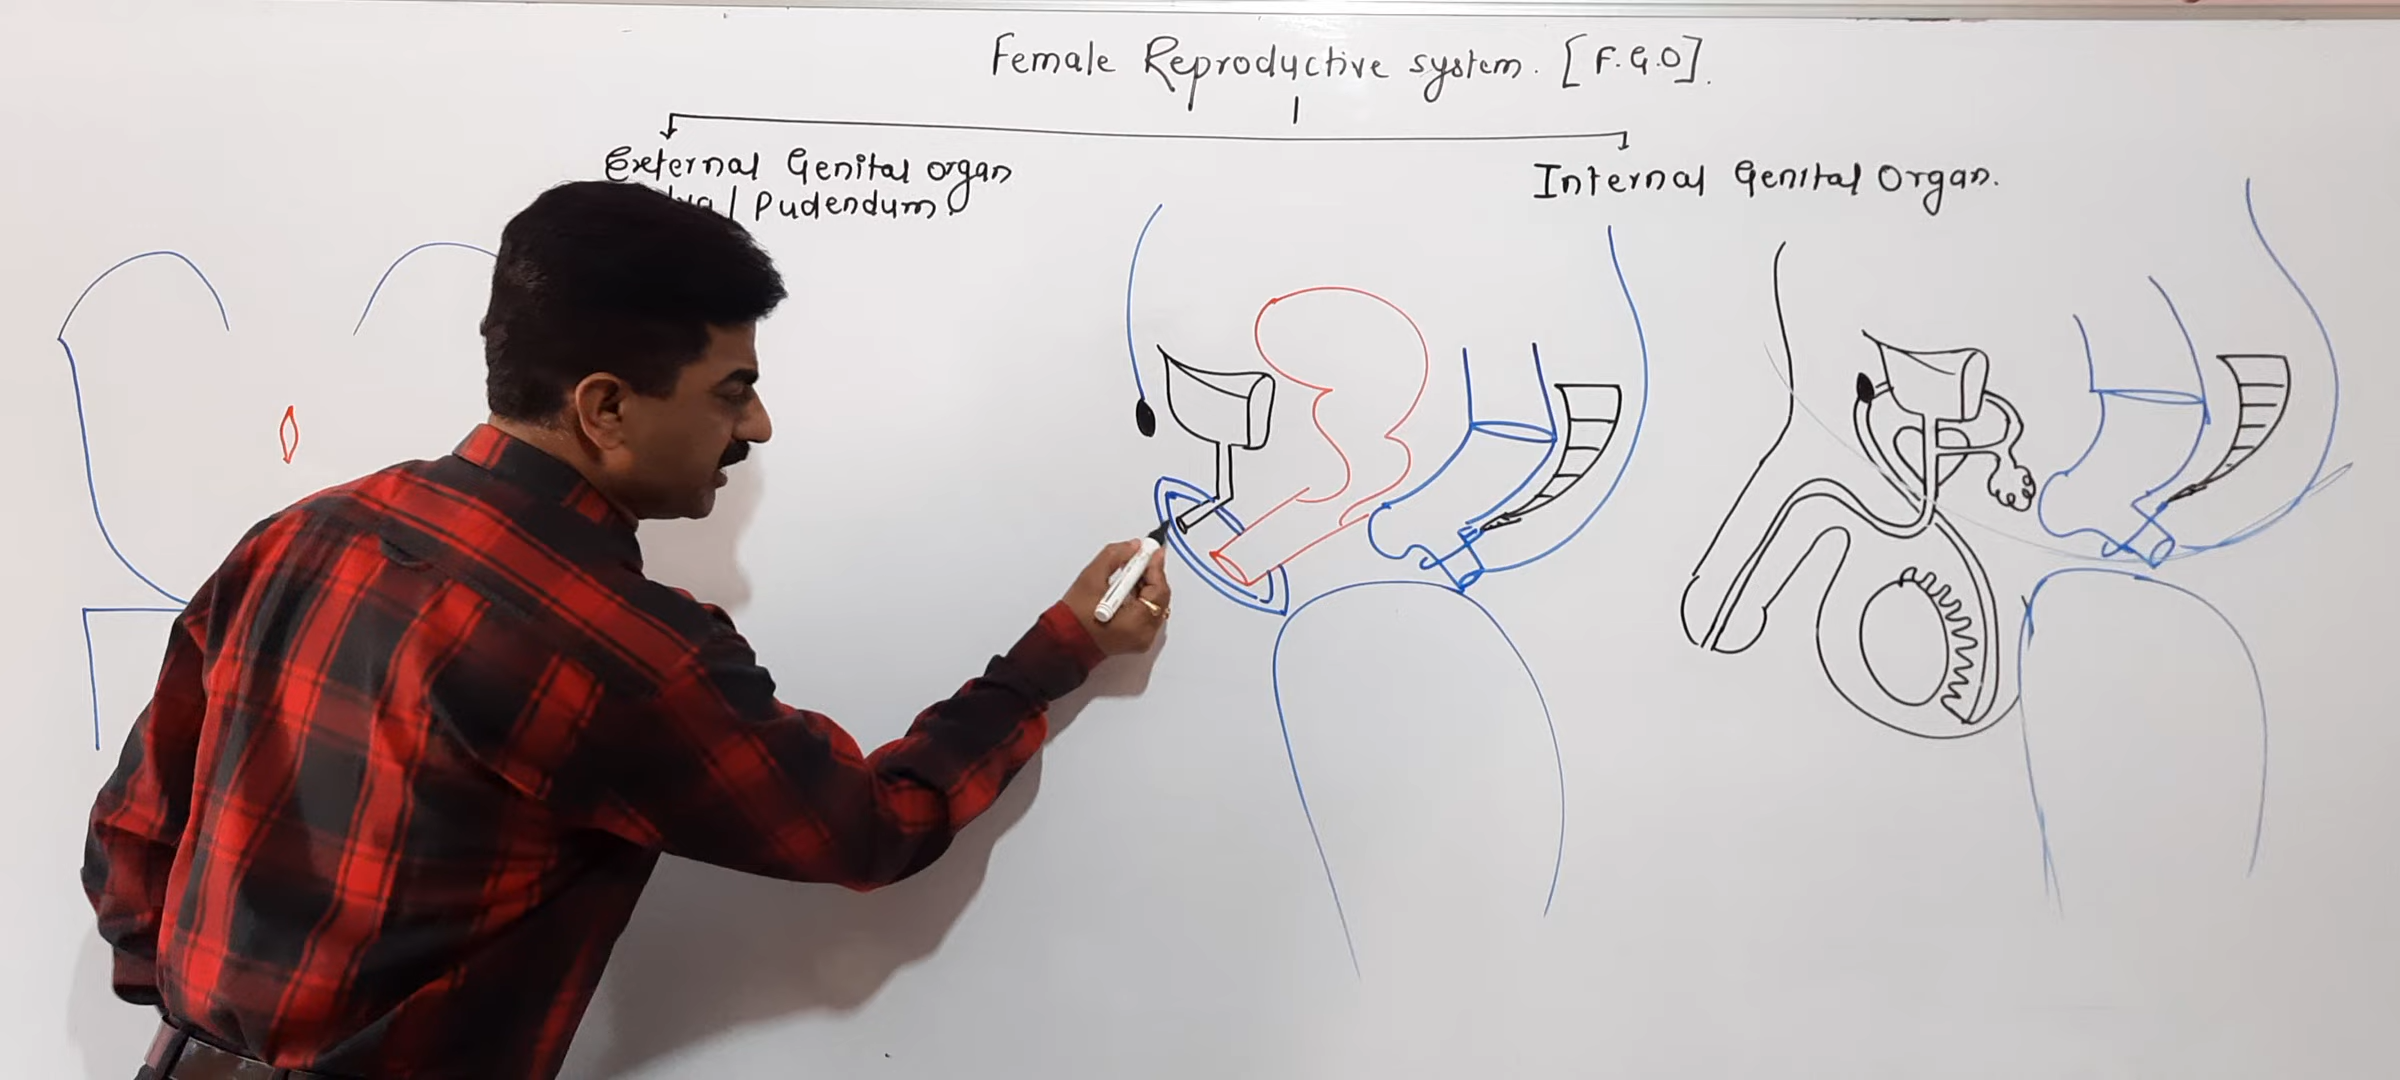 Female Reproductive system. [F.G.O].
External Genital organ
Pudendum.
Internal Genital Organ.